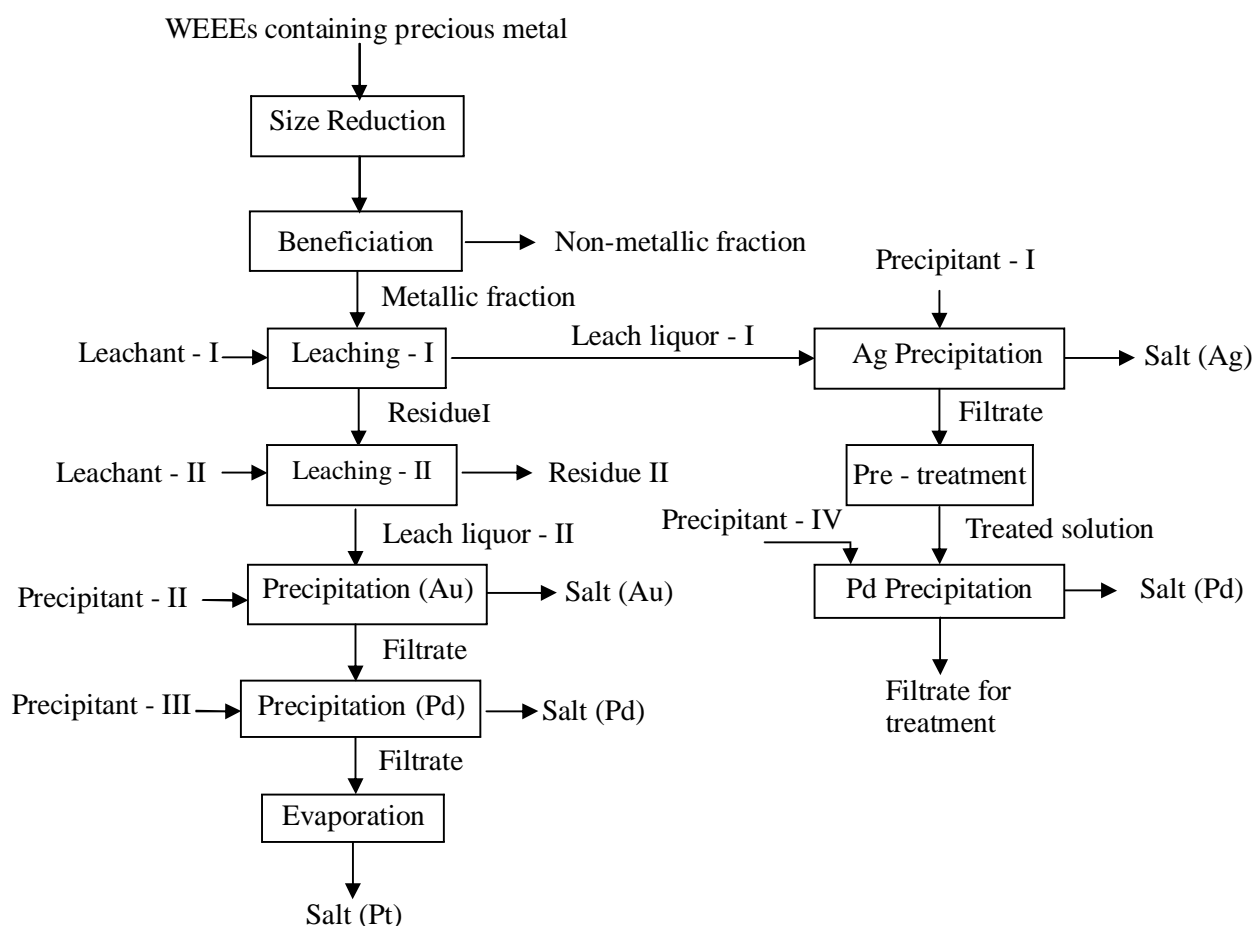 WEEEs containing precious metal
Size Reduction
Beneficiation
Non-metallic fraction
Precipitant - I
Metallic fraction
Leachant - I
Leaching - I
Leach liquor - I
Ag Precipitation
Salt (Ag)
Residue-I
Filtrate
Leachant - II
Leaching - II
Residue II
Pre - treatment
Leach liquor - II
Precipitant - IV
Treated solution
Precipitant - II
Precipitation (Au)
Salt (Au)
Pd Precipitation
Salt (Pd)
Filtrate
Precipitant - III
Precipitation (Pd)
Salt (Pd)
Filtrate for
treatment
Filtrate
Evaporation
Salt (Pt)